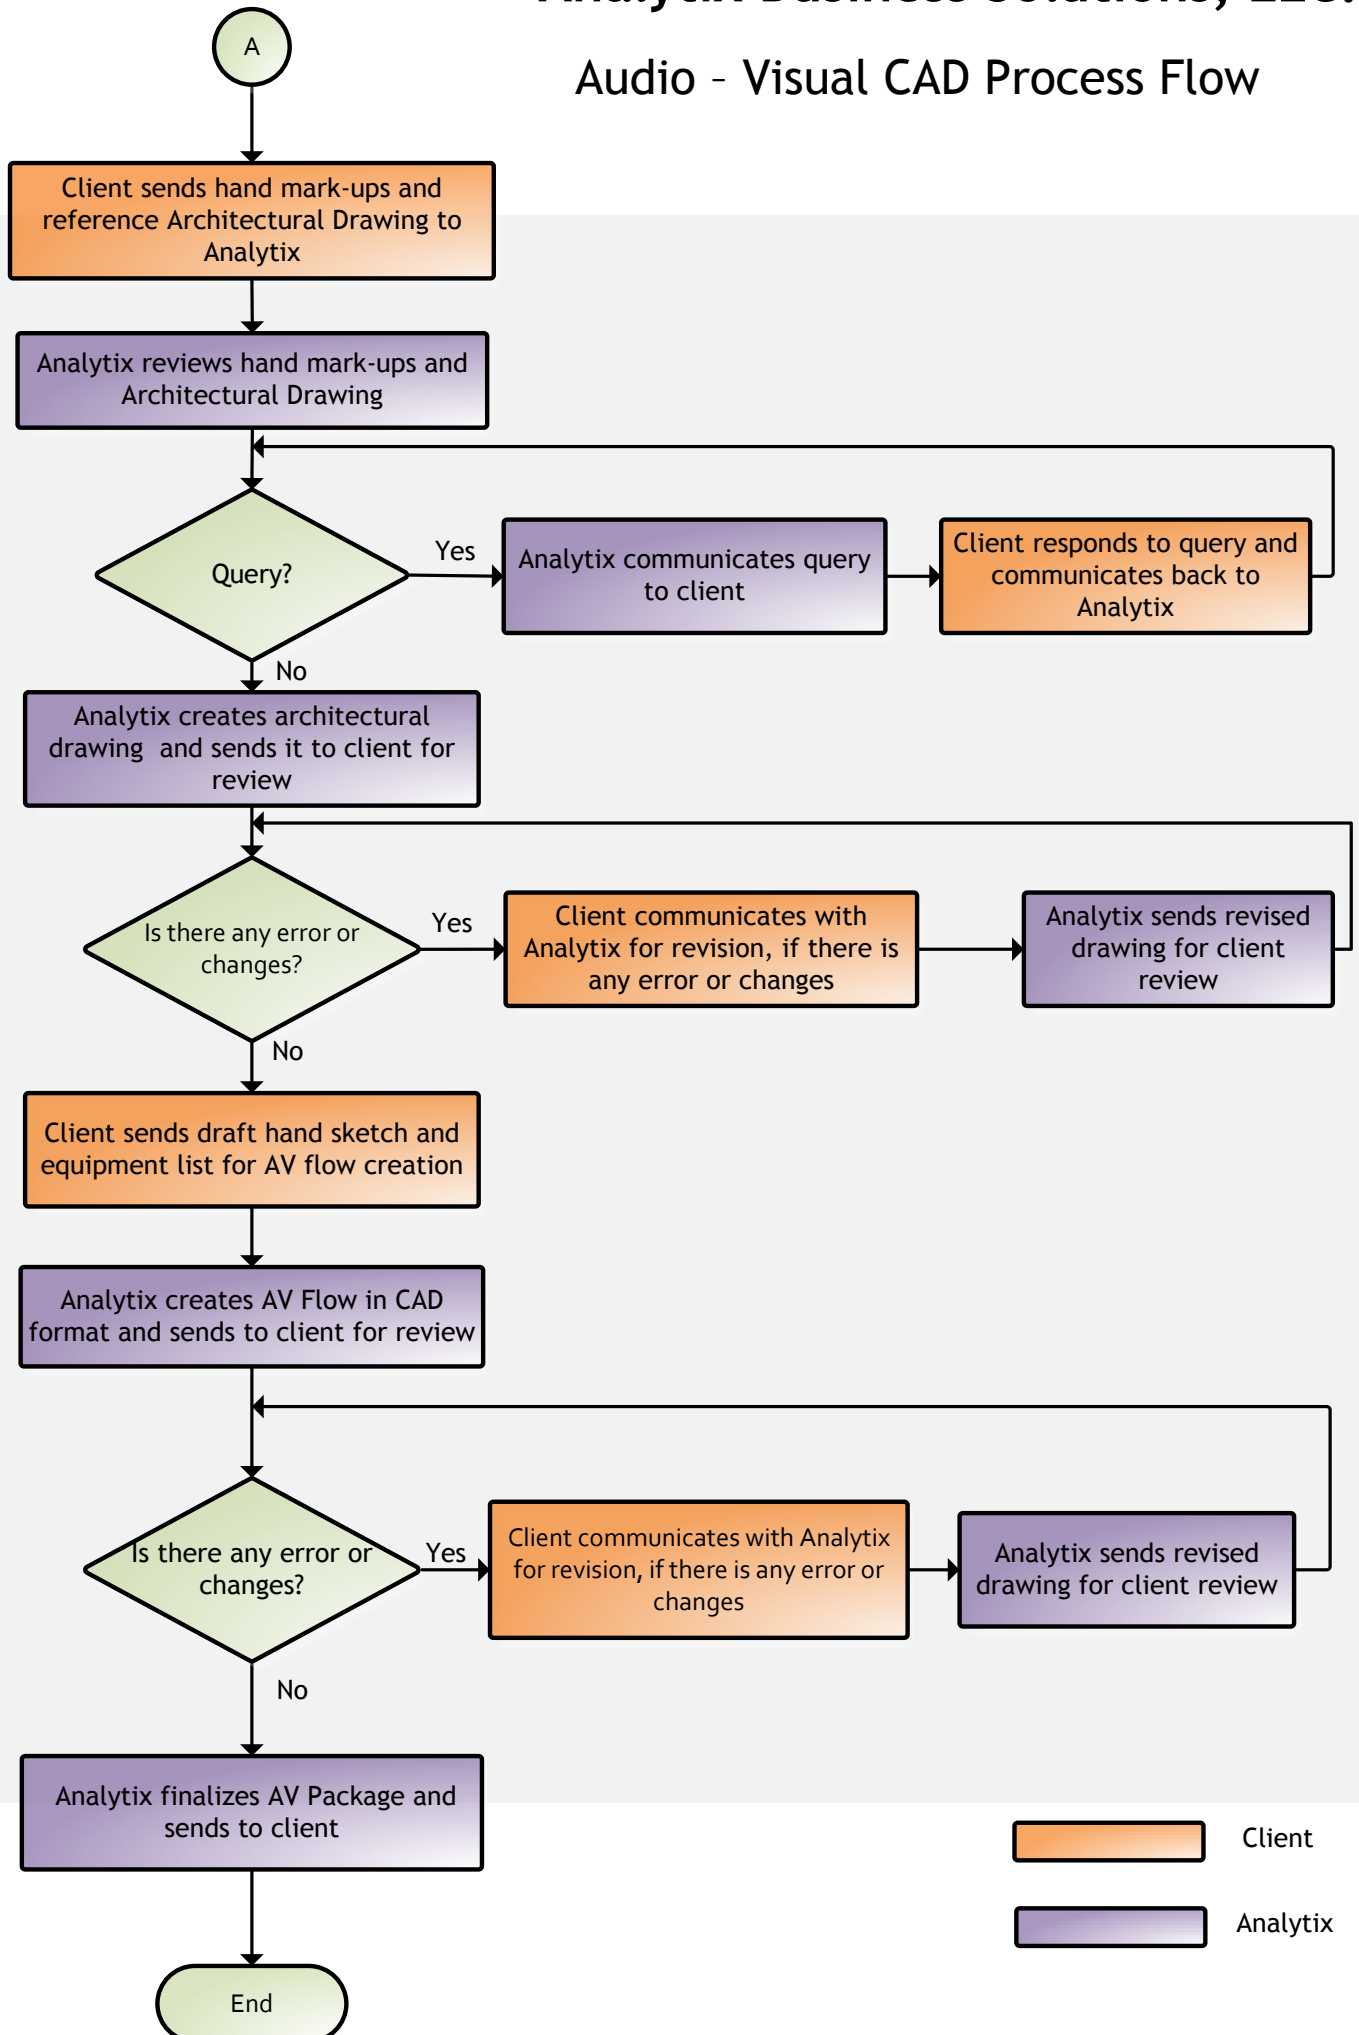 Analytix Business Solutions, LLC.
Audio – Visual CAD Process Flow
A
Client sends hand mark-ups and
reference Architectural Drawing to
Analytix
Analytix reviews hand mark-ups and
Architectural Drawing
Query?
Yes
Analytix communicates query
to client
Client responds to query and
communicates back to
Analytix
No
Analytix creates architectural
drawing  and sends it to client for
review
Is there any error or
changes?
Yes
Client communicates with
Analytix for revision, if there is
any error or changes
Analytix sends revised
drawing for client
review
No
Client sends draft hand sketch and
equipment list for AV flow creation
Analytix creates AV Flow in CAD
format and sends to client for review
Is there any error or
changes?
Yes
Client communicates with Analytix
for revision, if there is any error or
changes
Analytix sends revised
drawing for client review
No
Analytix finalizes AV Package and
sends to client
Client
Analytix
End